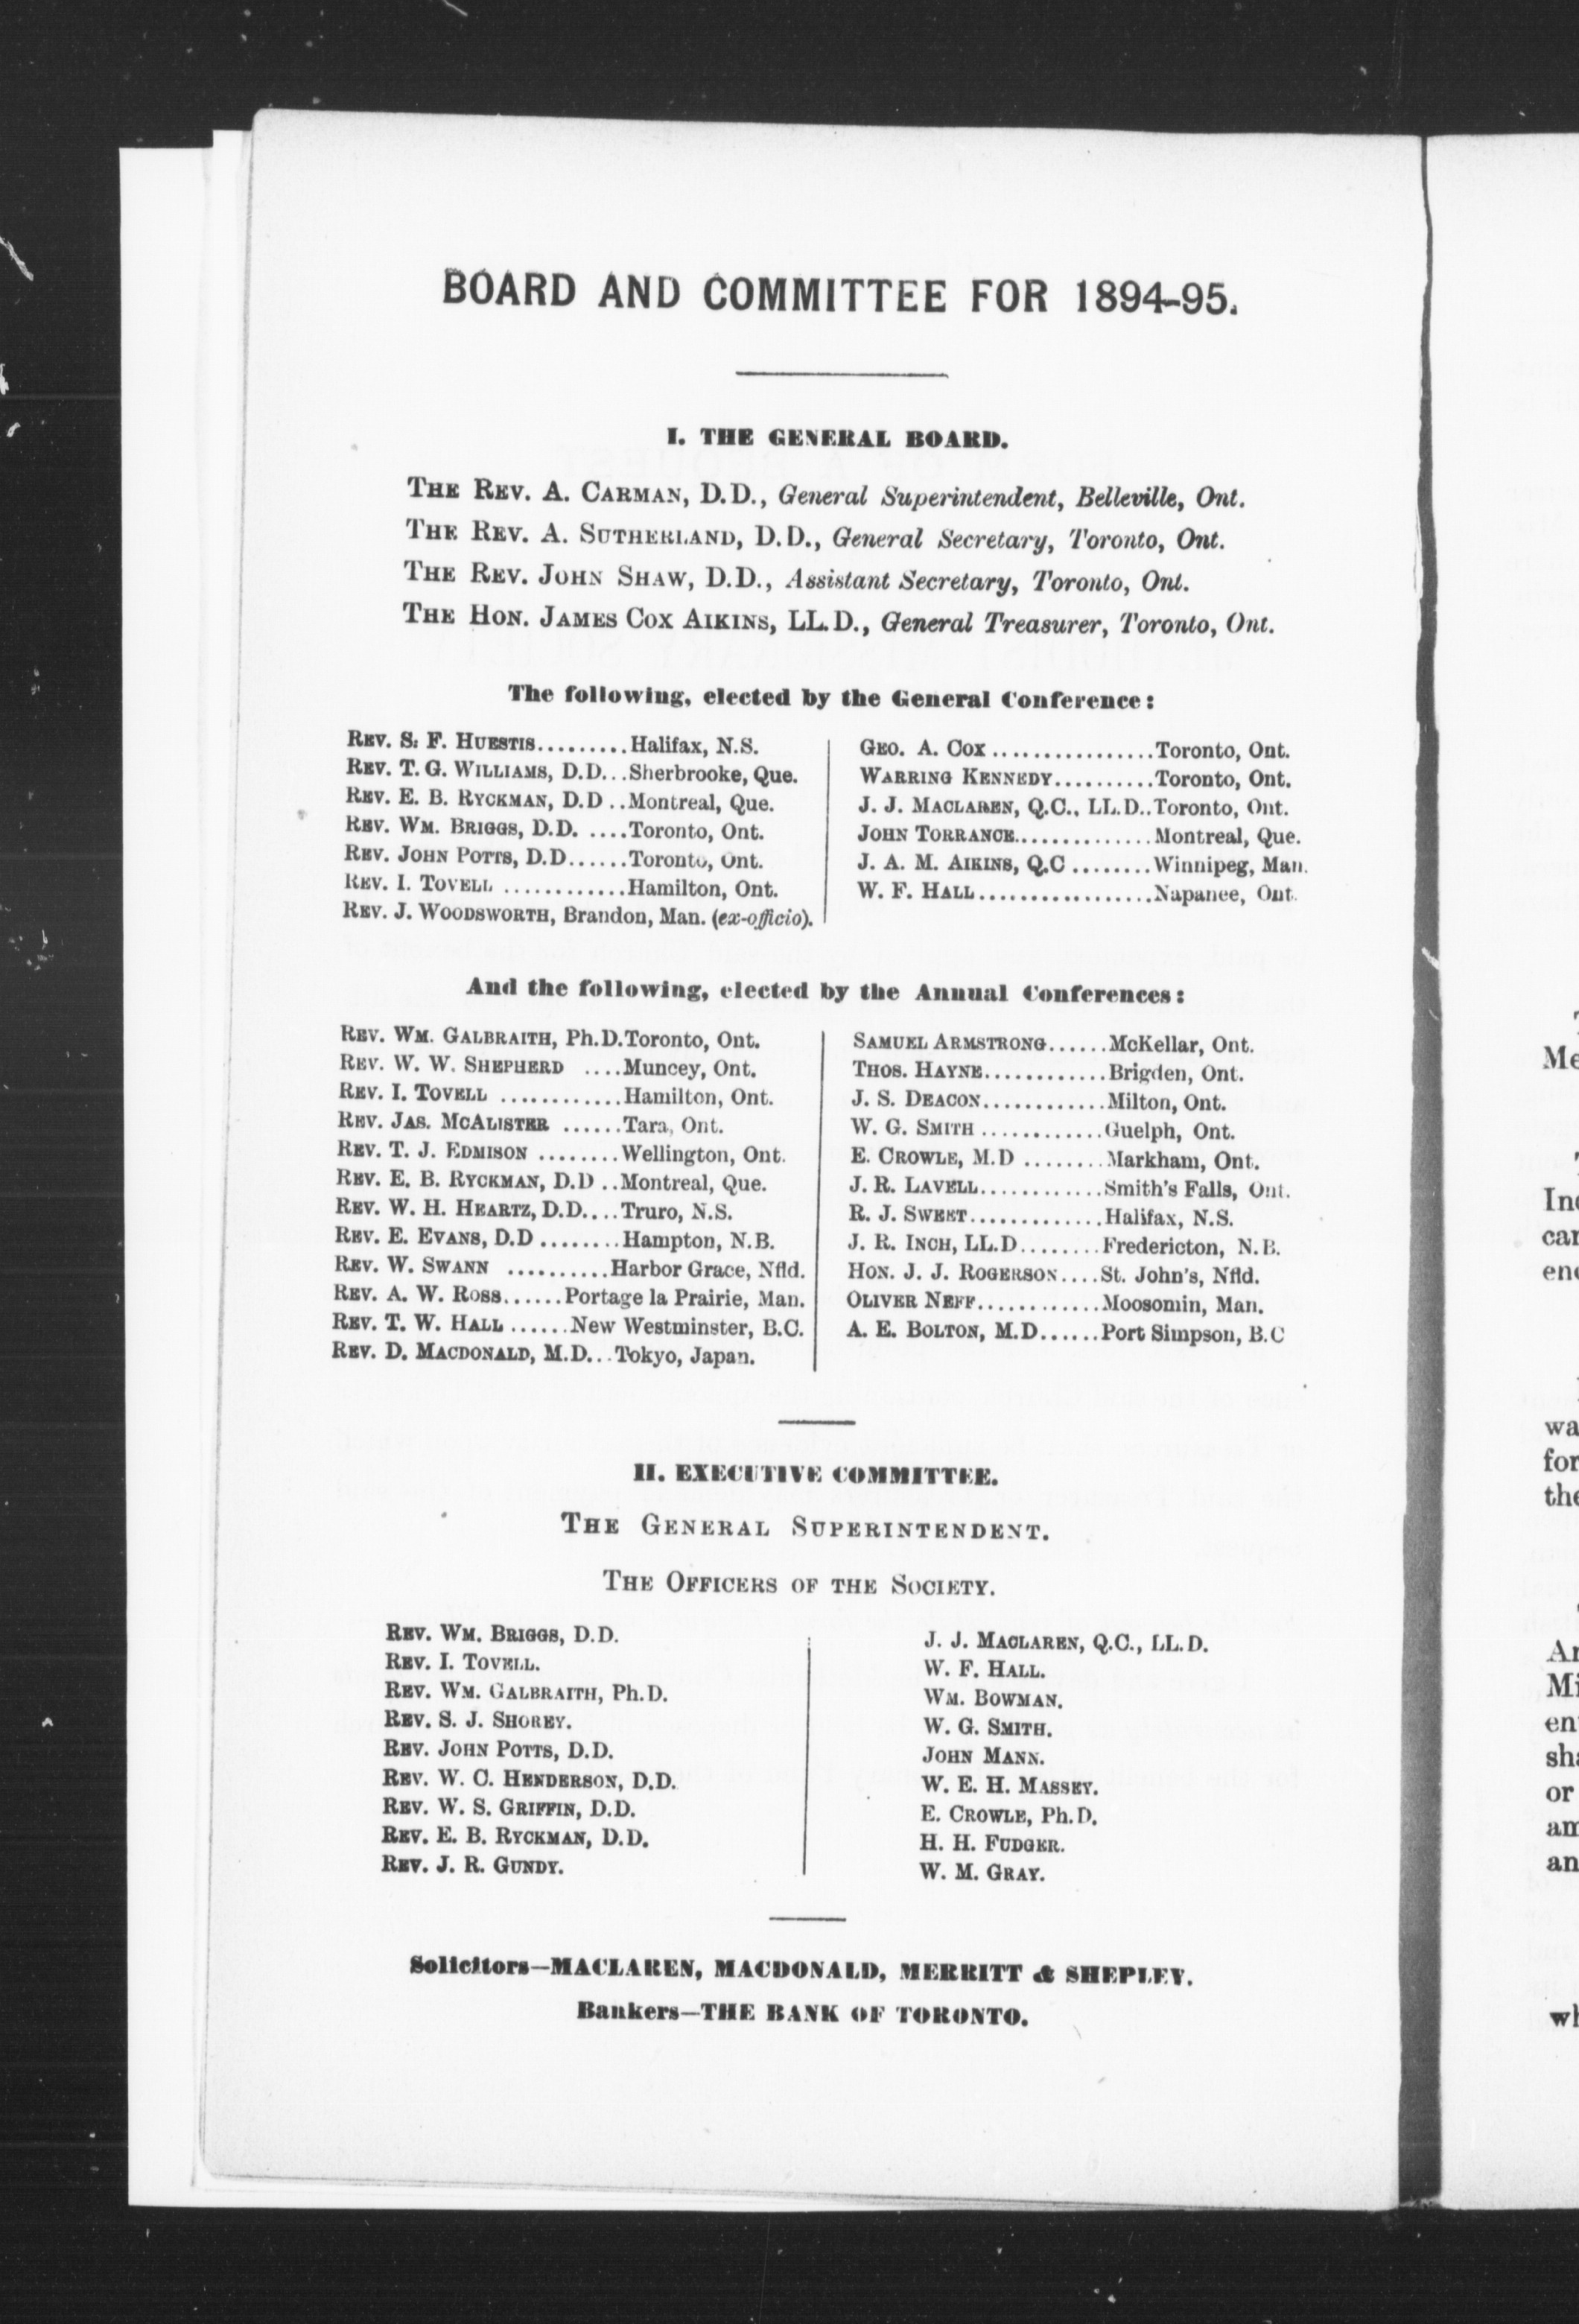 BOARD AND COMMITTEE FOR 1894-95.
I. THE GENERAL BOARD.
THE REV. A. CARMAN, D.D., General Superintendent, Belleville, Ont.
THE REV. A. SUTHERLAND, D.D., General Secretary, Toronto, Ont.
THE REV. JOHN SHAW, D.D., Assistant Secretary, Toronto, Ont.
THE HON. JAMES COX AIKINS, LL.D., General Treasurer, Toronto, Ont.
The following, elected by the General Conference:
REV. S. F. HUESTIS.........Halifax, N.S.
REV. T. G. WILLIAMS, D.D...Sherbrooke, Que.
REV. E. B. RYCKMAN, D.D ..Montreal, Que.
REV. WM. BRIGGS, D.D. ....Toronto, Ont.
REV. JOHN POTTS, D.D......Toronto, Ont.
REV. I. TOVELL ............Hamilton, Ont.
REV. J. WOODSWORTH, Brandon, Man. (ex-officio).
GEO. A. COX ................Toronto, Ont.
WARRING KENNEDY..........Toronto, Ont.
J. J. MACLAREN, Q.C., LL.D..Toronto, Ont.
JOHN TORRANCE..............Montreal, Que.
J. A. M. AIKINS, Q.C ........Winnipeg, Man.
W. F. HALL.................Napanee, Ont.
And the following, elected by the Annual Conferences:
REV. WM. GALBRAITH, Ph.D.Toronto, Ont.
REV. W. W. SHEPHERD ....Muncey, Ont.
REV. I. TOVELL ............Hamilton, Ont.
REV. JAS. MCALISTER ......Tara, Ont.
REV. T. J. EDMISON ........Wellington, Ont.
REV. E. B. RYCKMAN, D.D ..Montreal, Que.
REV. W. H. HEARTZ, D.D....Truro, N.S.
REV. E. EVANS, D.D ........Hampton, N.B.
REV. W. SWANN ..........Harbor Grace, Nfld.
REV. A. W. ROSS......Portage la Prairie, Man.
REV. T. W. HALL ......New Westminster, B.C.
REV. D. MACDONALD, M.D...Tokyo, Japan.
SAMUEL ARMSTRONG......McKellar, Ont.
THOS. HAYNE............Brigden, Ont.
J. S. DEACON............Milton, Ont.
W. G. SMITH ............Guelph, Ont.
E. CROWLE, M.D ........Markham, Ont.
J. R. LAVELL............Smith's Falls, Ont.
R. J. SWEET.............Halifax, N.S.
J. R. INCH, LL.D........Fredericton, N.B.
HON. J. J. ROGERSON....St. John's, Nfld.
OLIVER NEFF............Moosomin, Man.
A. E. BOLTON, M.D......Port Simpson, B.C
II. EXECUTIVE COMMITTEE.
THE GENERAL SUPERINTENDENT.
THE OFFICERS OF THE SOCIETY.
REV. WM. BRIGGS, D.D.
REV. I. TOVELL.
REV. WM. GALBRAITH, Ph.D.
REV. S. J. SHOREY.
REV. JOHN POTTS, D.D.
REV. W. C. HENDERSON, D.D.
REV. W. S. GRIFFIN, D.D.
REV. E. B. RYCKMAN, D.D.
REV. J. R. GUNDY.
J. J. MACLAREN, Q.C., LL.D.
W. F. HALL.
WM. BOWMAN.
W. G. SMITH.
JOHN MANN.
W. E. H. MASSEY.
E. CROWLE, Ph.D.
H. H. FUDGER.
W. M. GRAY.
Solicitors—MACLAREN, MACDONALD, MERRITT & SHEPLEY.
Bankers—THE BANK OF TORONTO.